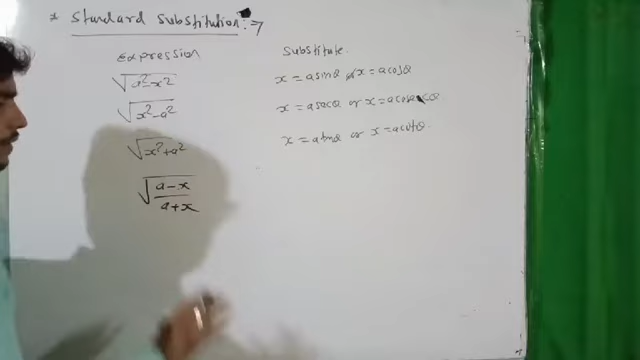 * Standard Substitution :→
Expression Substitute.
√a²-x² x = a sinθ or x = a cosθ
√x²-a² x = a secθ or x = a cosecθ
√x²+a² x = a tanθ or x = a cotθ.
√a-x/a+x